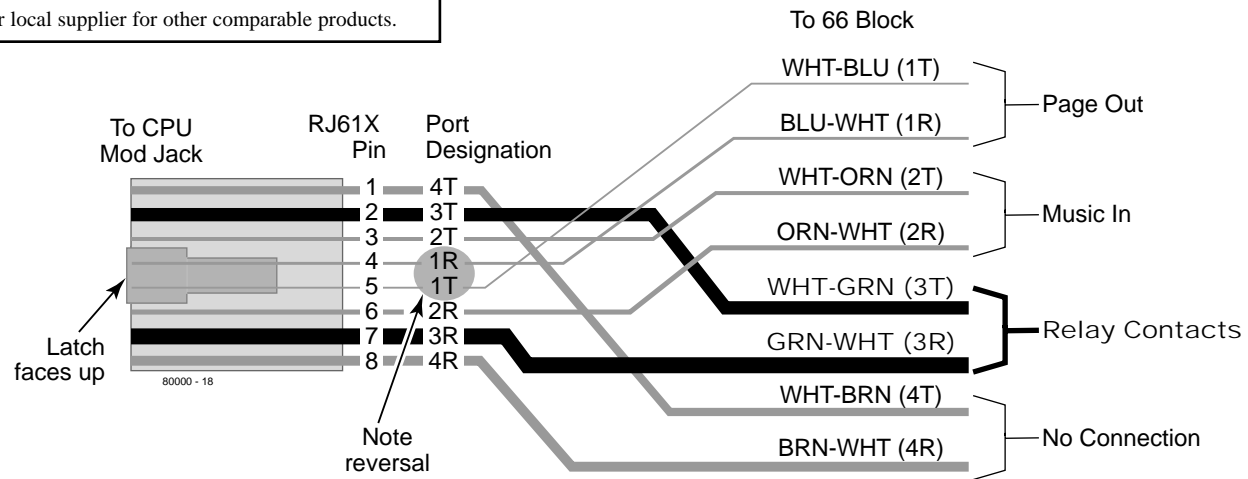 local supplier for other comparable products.
To 66 Block
To CPU
Mod Jack
RJ61X
Pin
Port
Designation
1 4T
2 3T
3 2T
4 1R
5 1T
6 2R
7 3R
8 4R
WHT-BLU (1T)
BLU-WHT (1R)
Page Out
WHT-ORN (2T)
ORN-WHT (2R)
Music In
WHT-GRN (3T)
GRN-WHT (3R)
Relay Contacts
WHT-BRN (4T)
BRN-WHT (4R)
No Connection
Latch
faces up
80000 - 18
Note
reversal